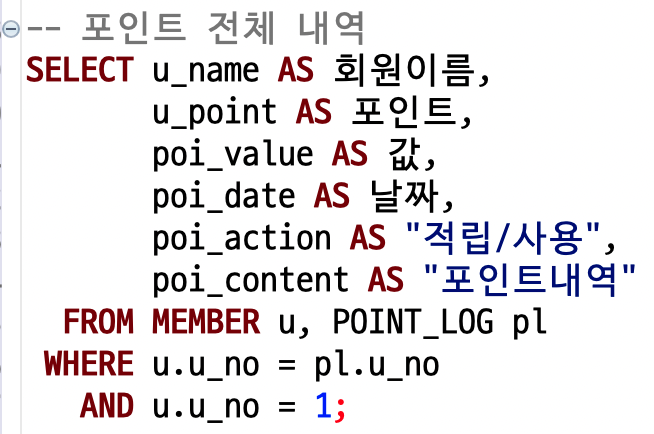 -- 포인트 전체 내역
SELECT u_name AS 회원이름,
u_point AS 포인트,
poi_value AS 값,
poi_date AS 날짜,
poi_action AS "적립/사용",
poi_content AS "포인트내역"
FROM MEMBER u, POINT_LOG pl
WHERE u.u_no = pl.u_no
AND u.u_no = 1;